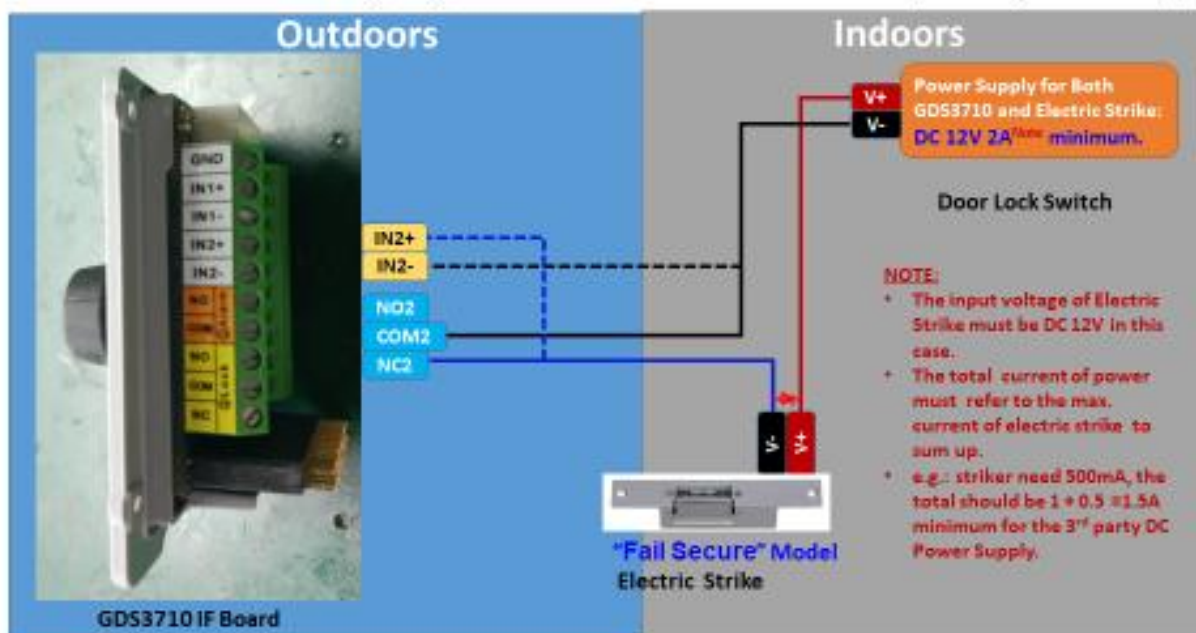 Outdoors
Indoors
V+
V-
Power Supply for Both
GDS3710 and Electric Strike:
DC 12V 2A Note minimum.
Door Lock Switch
GND
IN1+
IN1-
IN2+
IN2-
NO
COM
NO
COM
NC
IN2+
IN2-
NO2
COM2
NC2
NOTE:
• The input voltage of Electric
Strike must be DC 12V in this
case.
• The total current of power
must refer to the max.
current of electric strike to
sum up.
• e.g.: striker need 500mA, the
total should be 1 + 0.5 =1.5A
minimum for the 3rd party DC
Power Supply.
V-
V+
"Fail Secure" Model
Electric Strike
GDS3710 IF Board